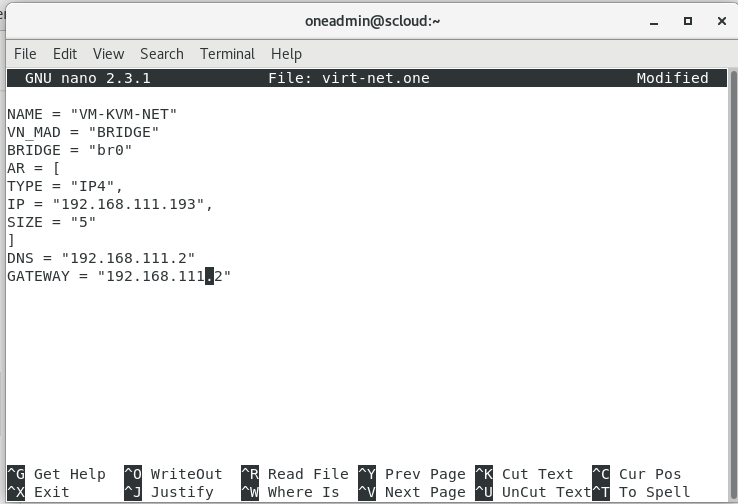 oneadmin@scloud:~
File Edit View Search Terminal Help
GNU nano 2.3.1 File: virt-net.one Modified
NAME = "VM-KVM-NET"
VN_MAD = "BRIDGE"
BRIDGE = "br0"
AR = [
TYPE = "IP4",
IP = "192.168.111.193",
SIZE = "5"
]
DNS = "192.168.111.2"
GATEWAY = "192.168.111.2"
^G Get Help ^O WriteOut ^R Read File ^Y Prev Page ^K Cut Text ^C Cur Pos
^X Exit ^J Justify ^W Where Is ^V Next Page ^U UnCut Text ^T To Spell